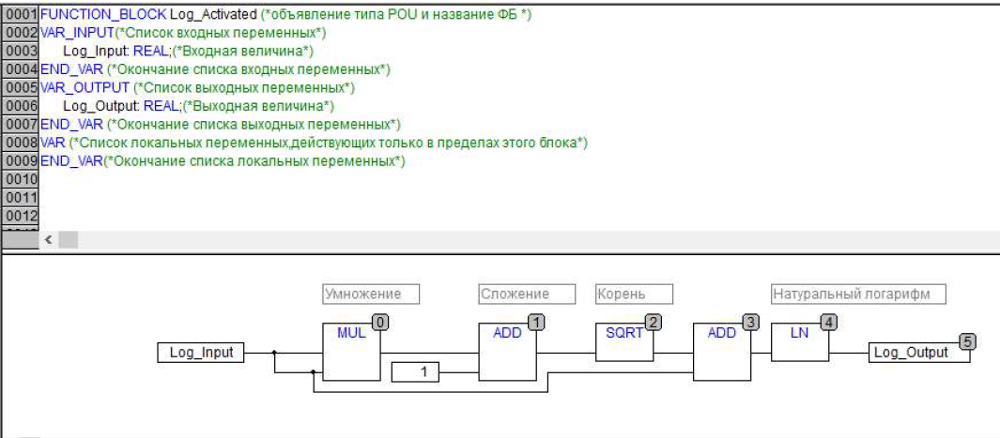 0001 FUNCTION_BLOCK Log_Activated (*объявление типа POU и название ФБ *)
0002 VAR_INPUT(*Список входных переменных*)
0003 Log_Input: REAL;(*Входная величина*)
0004 END_VAR (*Окончание списка входных переменных*)
0005 VAR_OUTPUT (*Список выходных переменных*)
0006 Log_Output: REAL;(*Выходная величина*)
0007 END_VAR (*Окончание списка выходных переменных*)
0008 VAR (*Список локальных переменных,действующих только в пределах этого блока*)
0009 END_VAR(*Окончание списка локальных переменных*)
0010
0011
0012
Умножение Сложение Корень Натуральный логарифм
0 1 2 3 4
MUL ADD SQRT ADD LN
5
Log_Input Log_Output
1